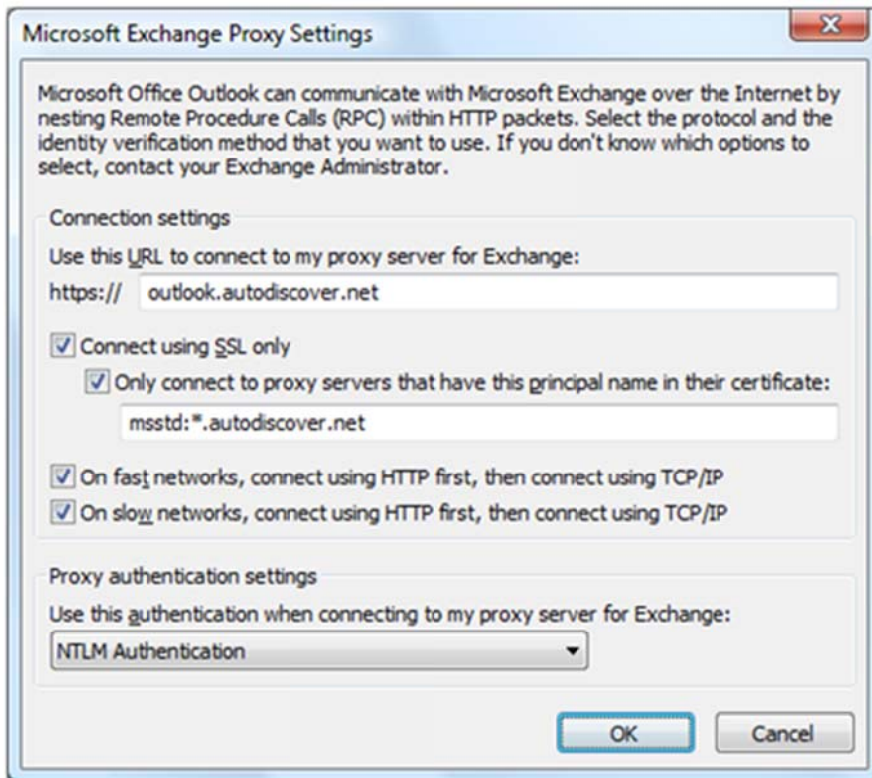 Microsoft Exchange Proxy Settings
Microsoft Office Outlook can communicate with Microsoft Exchange over the Internet by
nesting Remote Procedure Calls (RPC) within HTTP packets. Select the protocol and the
identity verification method that you want to use. If you don't know which options to
select, contact your Exchange Administrator.
Connection settings
Use this URL to connect to my proxy server for Exchange:
https:// outlook.autodiscover.net
Connect using SSL only
Only connect to proxy servers that have this principal name in their certificate:
msstd:*.autodiscover.net
On fast networks, connect using HTTP first, then connect using TCP/IP
On slow networks, connect using HTTP first, then connect using TCP/IP
Proxy authentication settings
Use this authentication when connecting to my proxy server for Exchange:
NTLM Authentication
OK Cancel